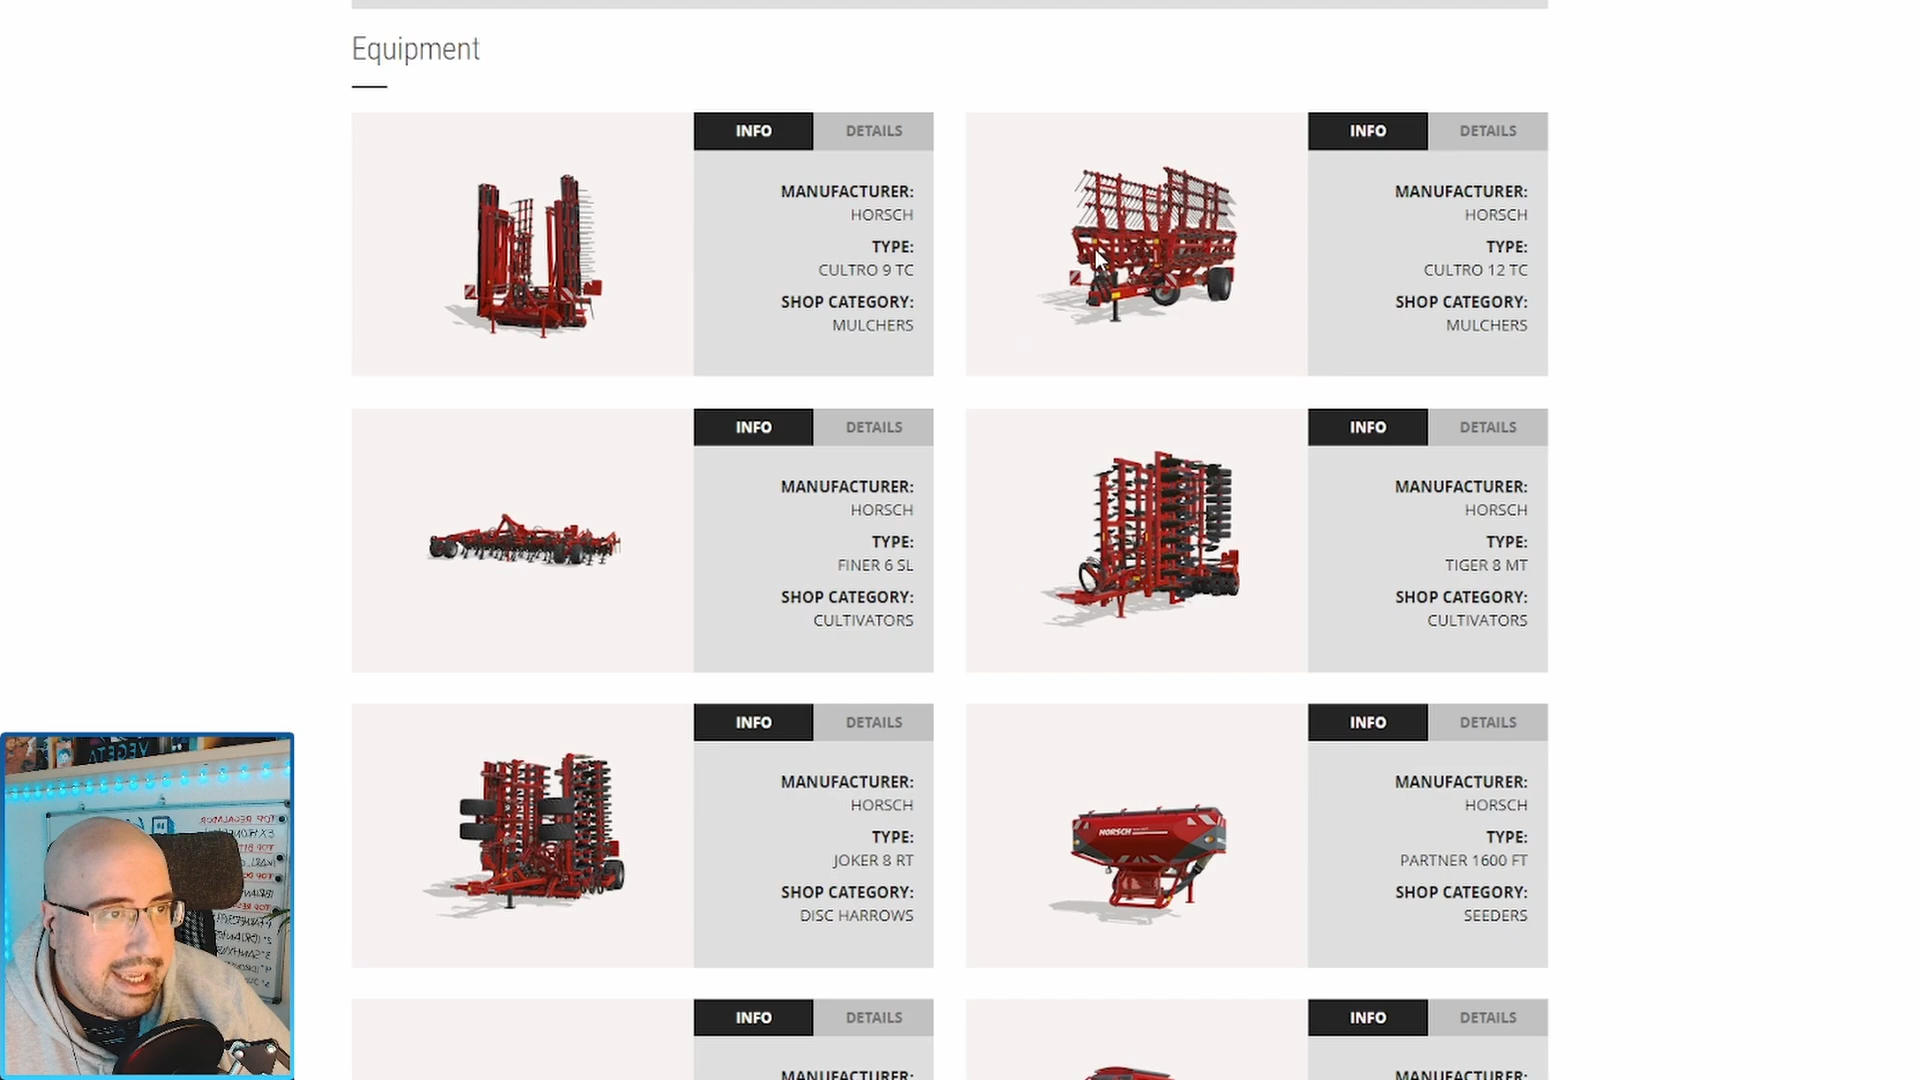 Equipment
INFO
DETAILS
MANUFACTURER:
HORSCH
TYPE:
CULTRO 9 TC
SHOP CATEGORY:
MULCHERS
INFO
DETAILS
MANUFACTURER:
HORSCH
TYPE:
CULTRO 12 TC
SHOP CATEGORY:
MULCHERS
INFO
DETAILS
MANUFACTURER:
HORSCH
TYPE:
FINER 6 SL
SHOP CATEGORY:
CULTIVATORS
INFO
DETAILS
MANUFACTURER:
HORSCH
TYPE:
TIGER 8 MT
SHOP CATEGORY:
CULTIVATORS
INFO
DETAILS
MANUFACTURER:
HORSCH
TYPE:
JOKER 8 RT
SHOP CATEGORY:
DISC HARROWS
HORSCH
INFO
DETAILS
MANUFACTURER:
HORSCH
TYPE:
PARTNER 1600 FT
SHOP CATEGORY:
SEEDERS
INFO
DETAILS
MANUFACTURER:
INFO
DETAILS
MANUFACTURER:
VEGETA